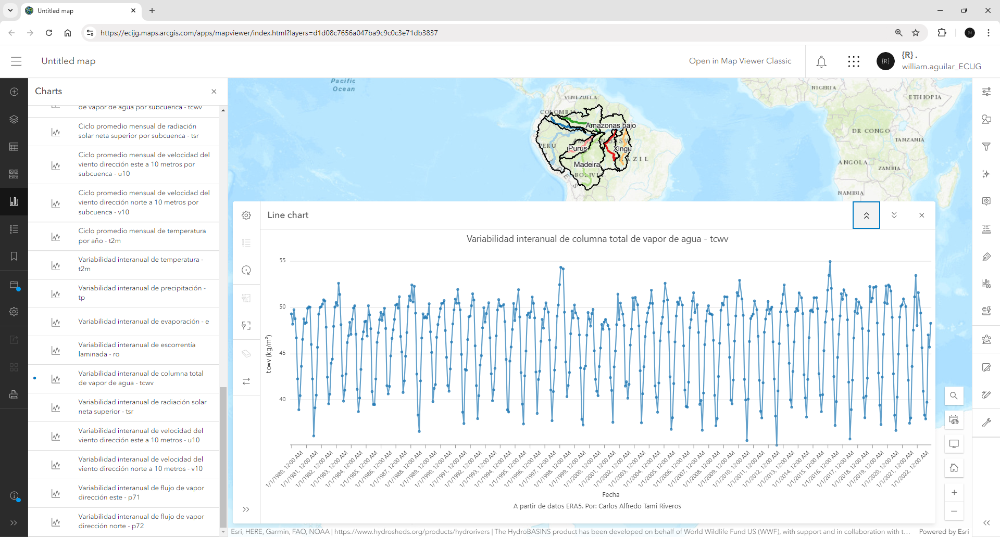 Untitled map
https://ecijg.maps.arcgis.com/apps/mapviewer/index.html?layers=d1d08c7656a047ba9c9c0c3e71db3837
Untitled map
Open in Map Viewer Classic
{R}
{R} .
william.aguilar_ECIJG
Charts
de vapor de agua por subcuenca - tcwv
Ciclo promedio mensual de radiación
solar neta superior por subcuenca - tsr
Ciclo promedio mensual de velocidad del
viento dirección este a 10 metros por
subcuenca - u10
Ciclo promedio mensual de velocidad del
viento dirección norte a 10 metros por
subcuenca - v10
Ciclo promedio mensual de temperatura
por año - t2m
Variabilidad interanual de temperatura -
t2m
Variabilidad interanual de precipitación -
tp
Variabilidad interanual de evaporación - e
Variabilidad interanual de escorrentía
laminada - ro
Variabilidad interanual de columna total
de vapor de agua - tcwv
Variabilidad interanual de radiación solar
neta superior - tsr
Variabilidad interanual de velocidad del
viento dirección este a 10 metros - u10
Variabilidad interanual de velocidad del
viento dirección norte a 10 metros - v10
Variabilidad interanual de flujo de vapor
dirección este - p71
Variabilidad interanual de flujo de vapor
dirección norte - p72
Pacific
Ocean
VENEZUELA
Amazonas bajo
Purus
Xingu
Madeira
NIGERIA
ETHIOPIA
DR CONGO
TANZANIA
ANGOLA
ZAMBIA
NAMIBIA
Line chart
Variabilidad interanual de columna total de vapor de agua - tcwv
55
50
45
40
tcwv (kg/m²)
1/1/1980, 12:00 AM
1/1/1981, 12:00 AM
1/1/1982, 12:00 AM
1/1/1983, 12:00 AM
1/1/1984, 12:00 AM
1/1/1985, 12:00 AM
1/1/1986, 12:00 AM
1/1/1987, 12:00 AM
1/1/1988, 12:00 AM
1/1/1989, 12:00 AM
1/1/1990, 12:00 AM
1/1/1991, 12:00 AM
1/1/1992, 12:00 AM
1/1/1993, 12:00 AM
1/1/1994, 12:00 AM
1/1/1995, 12:00 AM
1/1/1996, 12:00 AM
1/1/1997, 12:00 AM
1/1/1998, 12:00 AM
1/1/1999, 12:00 AM
1/1/2000, 12:00 AM
1/1/2001, 12:00 AM
1/1/2002, 12:00 AM
1/1/2003, 12:00 AM
1/1/2004, 12:00 AM
1/1/2005, 12:00 AM
1/1/2006, 12:00 AM
1/1/2007, 12:00 AM
1/1/2008, 12:00 AM
1/1/2009, 12:00 AM
1/1/2010, 12:00 AM
1/1/2011, 12:00 AM
1/1/2012, 12:00 AM
1/1/2013, 12:00 AM
1/1/2014, 12:00 AM
1/1/2015, 12:00 AM
1/1/2016, 12:00 AM
1/1/2017, 12:00 AM
1/1/2018, 12:00 AM
1/1/2019, 12:00 AM
1/1/2020, 12:00 AM
1/1/2021, 12:00 AM
1/1/2022, 12:00 AM
Fecha
A partir de datos ERA5. Por: Carlos Alfredo Tami Riveros
Esri, HERE, Garmin, FAO, NOAA | https://www.hydrosheds.org/products/hydrorivers | The HydroBASINS product has been developed on behalf of World Wildlife Fund US (WWF), with support and in collaboration with t...
Powered by Esri